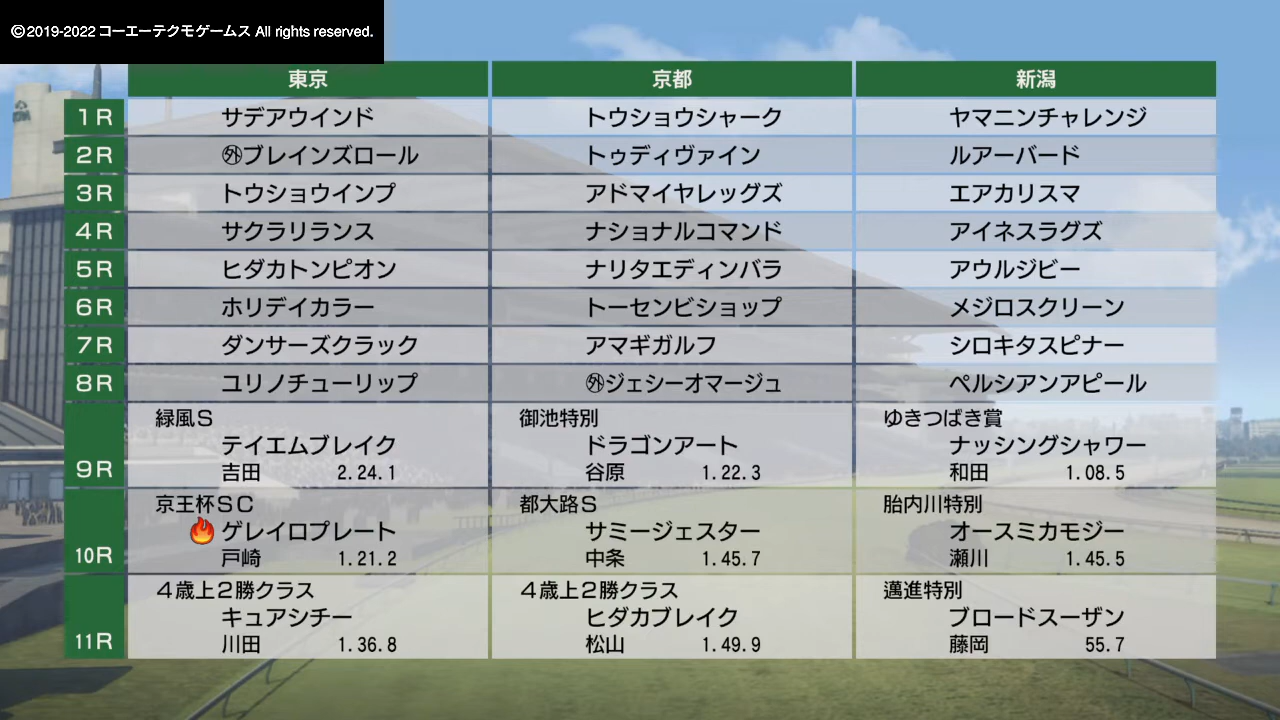 ©2019-2022 コーエーテクモゲームス All rights reserved.
東京 京都 新潟
1R サデアウインド トウショウシャーク ヤマニンチャレンジ
2R ㊕ブレインズロール トゥディヴァイン ルアーバード
3R トウショウインプ アドマイヤレッグズ エアカリスマ
4R サクラリランス ナショナルコマンド アイネスラグズ
5R ヒダカトンピオン ナリタエディンバラ アウルジビー
6R ホリデイカラー トーセンビショップ メジロスクリーン
7R ダンサーズクラック アマギガルフ シロキタスピナー
8R ユリノチューリップ 外ジェシーオマージュ ペルシアンアピール
緑風S 御池特別 ゆきつばき賞
テイエムブレイク ドラゴンアート ナッシングシャワー
9R 吉田 2.24.1 谷原 1.22.3 和田 1.08.5
京王杯SC 都大路S 胎内川特別
ゲレイロプレート サミージェスター オースミカモジー
10R 戸崎 1.21.2 中条 1.45.7 瀬川 1.45.5
4歳上2勝クラス 4歳上2勝クラス 邁進特別
キュアシチー ヒダカブレイク ブロードスーザン
11R 川田 1.36.8 松山 1.49.9 藤岡 55.7